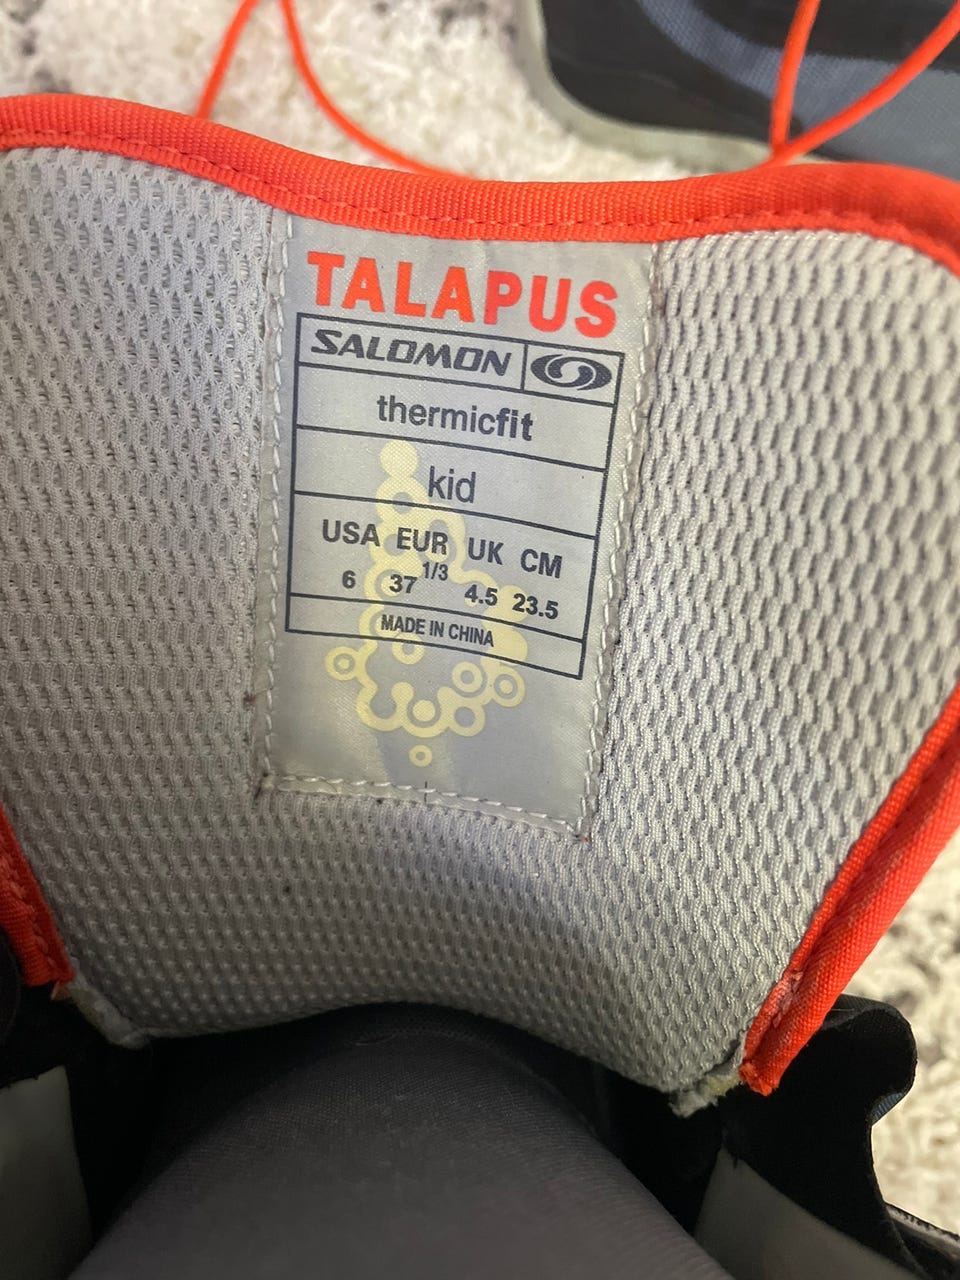 TALAPUS
SALOMON
thermicfit
kid
USA EUR UK CM
6 37 1/3 4.5 23.5
MADE IN CHINA